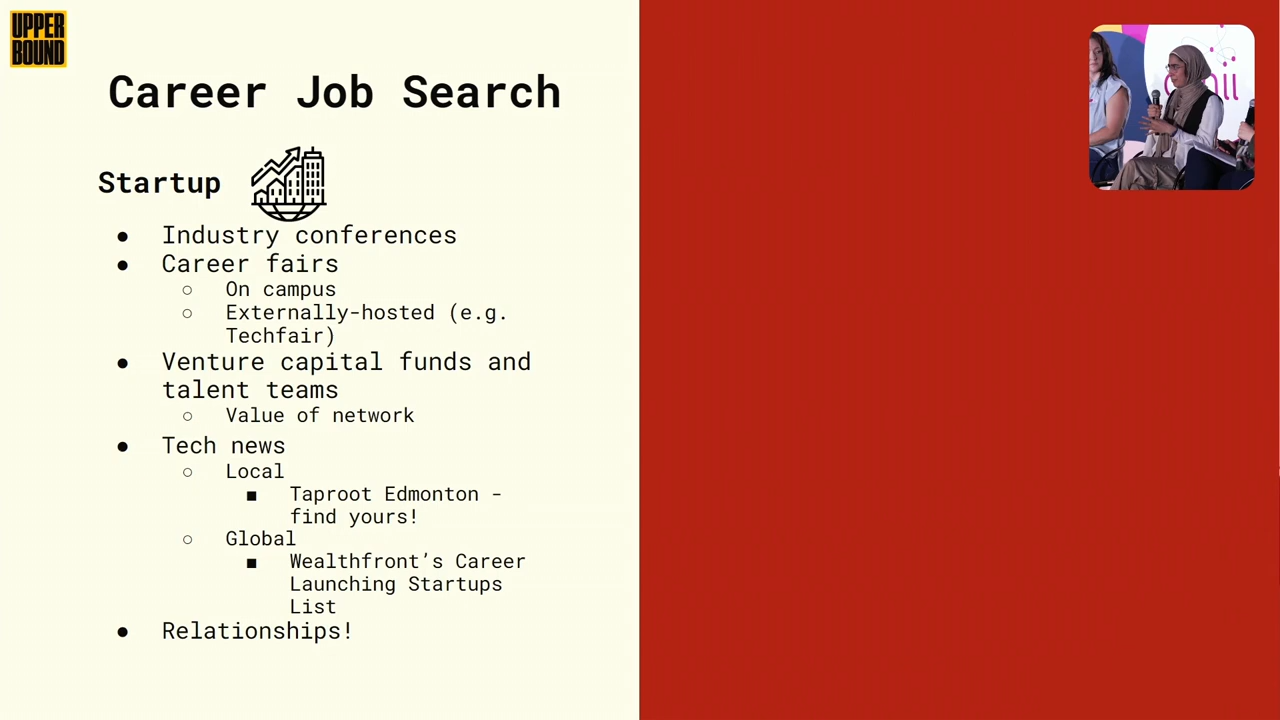 UPPER
BOUND
Career Job Search
Startup
● Industry conferences
● Career fairs
○ On campus
○ Externally-hosted (e.g.
Techfair)
● Venture capital funds and
talent teams
○ Value of network
● Tech news
○ Local
■ Taproot Edmonton -
find yours!
○ Global
■ Wealthfront’s Career
Launching Startups
List
● Relationships!